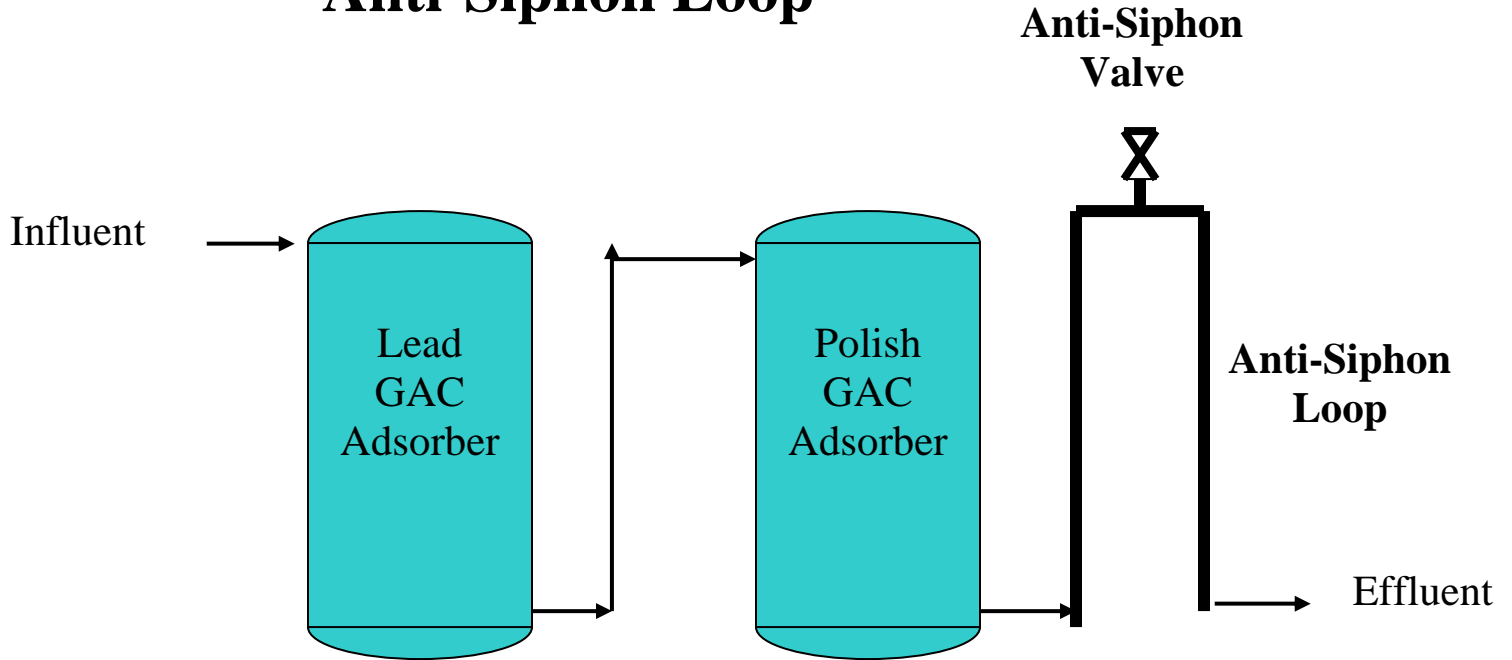 Anti-Siphon Loop
Anti-Siphon
Valve
Influent
Lead
GAC
Adsorber
Polish
GAC
Adsorber
Anti-Siphon
Loop
Effluent